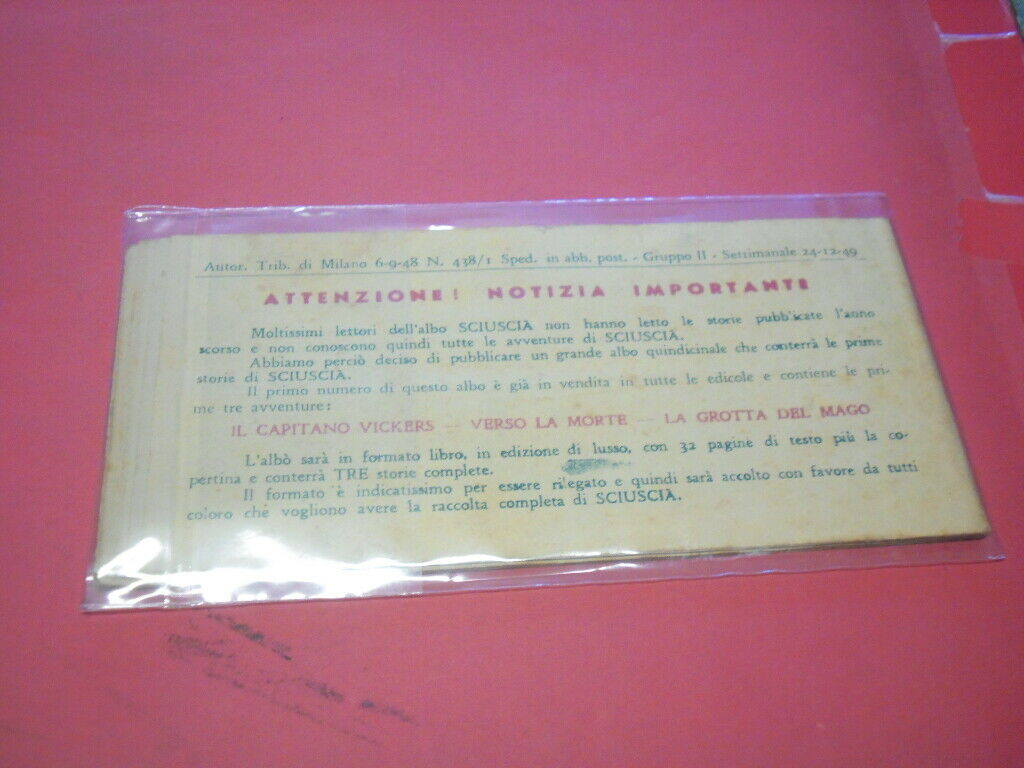 Autor. Trib. di Milano 6-9-48 N. 438/1 Sped. in abb. post. - Gruppo II - Settimanale 24-12-49
ATTENZIONE! NOTIZIA IMPORTANTE
Moltissimi lettori dell'albo SCIUSCIÀ non hanno letto le storie pubb'icate l'anno
scorso e non conoscono quindi tutte le avventure di SCIUSCIÀ.
Abbiamo perciò deciso di pubblicare un grande albo quindicinale che conterrà le prime
storie di SCIUSCIÀ.
Il primo numero di questo albo è già in vendita in tutte le edicole e contiene le pri-
me tre avventure:
IL CAPITANO VICKERS — VERSO LA MORTE — LA GROTTA DEL MAGO
L'albò sarà in formato libro, in edizione di lusso, con 32 pagine di testo più la co-
pertina e conterrà TRE storie complete.
Il formato è indicatissimo per essere rilegato e quindi sarà accolto con favore da tutti
coloro che vogliono avere la raccolta completa di SCIUSCIÀ.